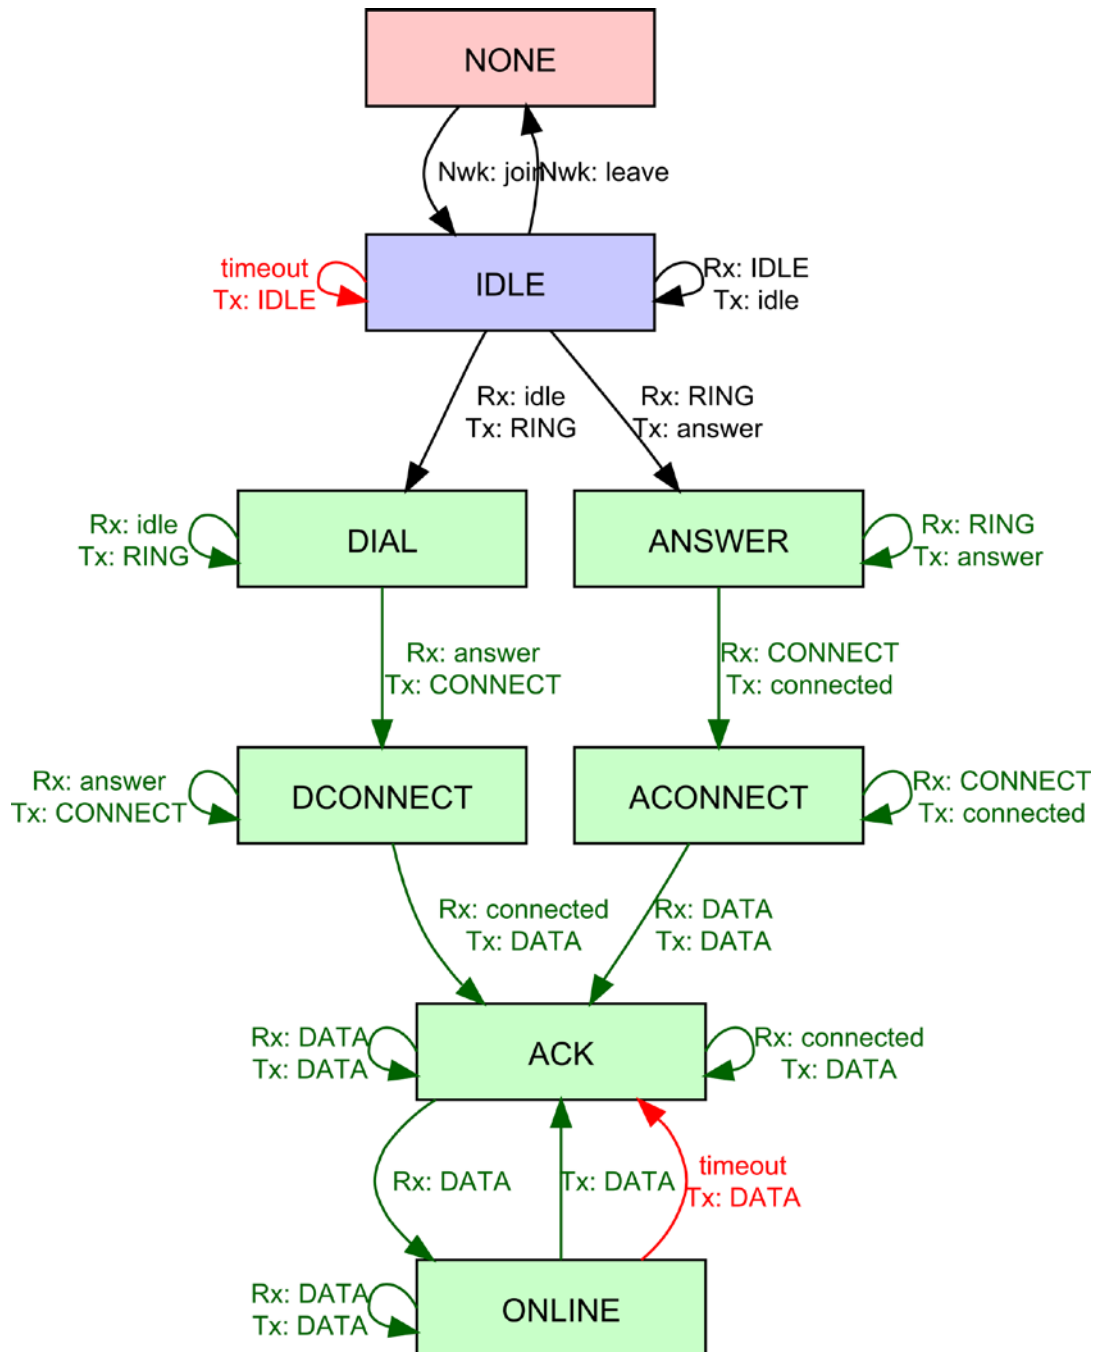 NONE
Nwk: join
Nwk: leave
timeout
Tx: IDLE
IDLE
Rx: IDLE
Tx: idle
Rx: idle
Tx: RING
Rx: RING
Tx: answer
Rx: idle
Tx: RING
DIAL
ANSWER
Rx: RING
Tx: answer
Rx: answer
Tx: CONNECT
Rx: CONNECT
Tx: connected
Rx: answer
Tx: CONNECT
DCONNECT
ACONNECT
Rx: CONNECT
Tx: connected
Rx: connected
Tx: DATA
Rx: DATA
Tx: DATA
Rx: DATA
Tx: DATA
ACK
Rx: connected
Tx: DATA
Rx: DATA
Tx: DATA
timeout
Tx: DATA
Rx: DATA
Tx: DATA
ONLINE